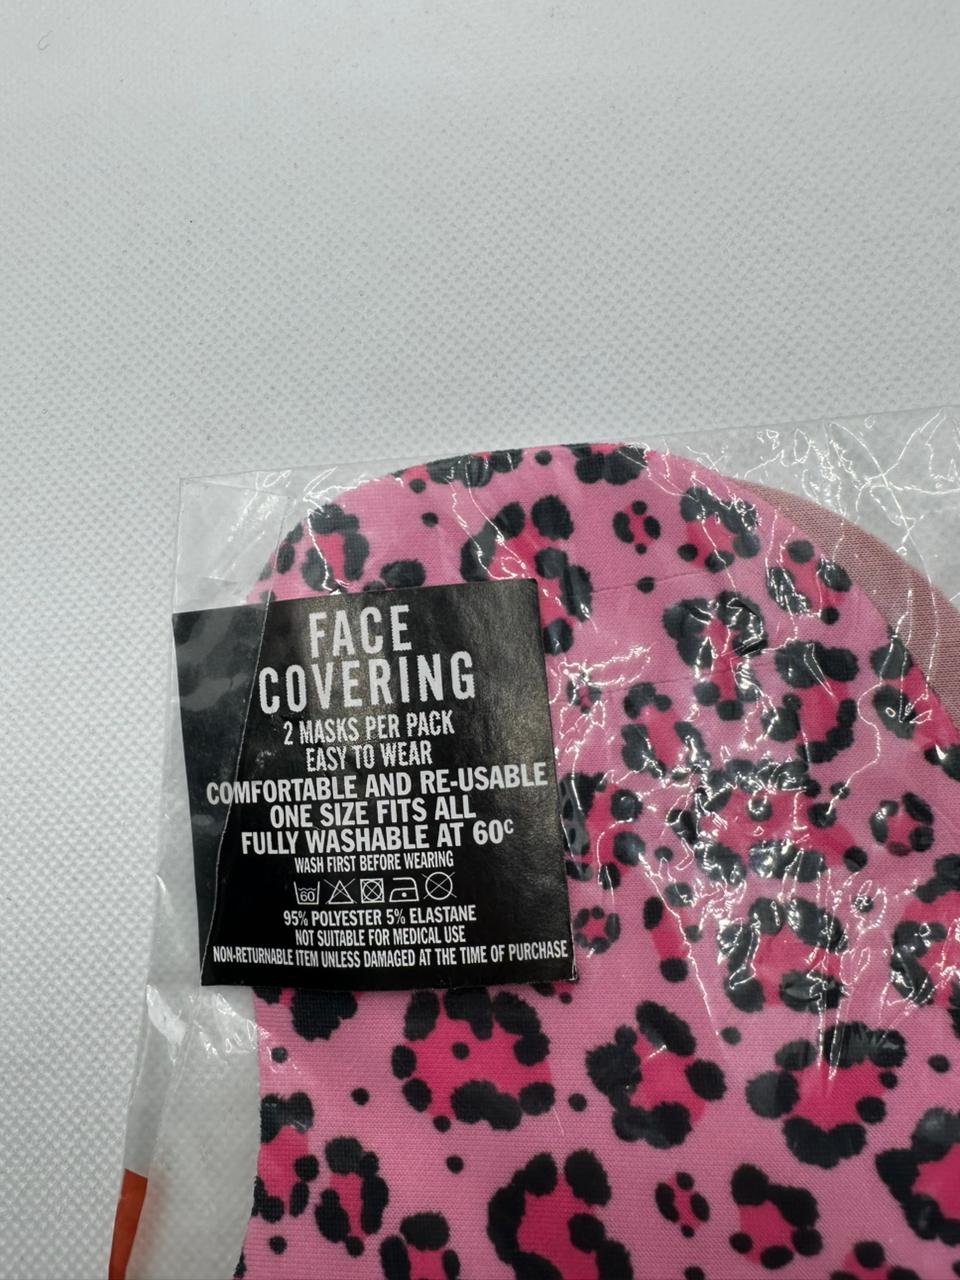 FACE
COVERING
2 MASKS PER PACK
EASY TO WEAR
COMFORTABLE AND RE-USABLE
ONE SIZE FITS ALL
FULLY WASHABLE AT 60ᶜ
WASH FIRST BEFORE WEARING
60
95% POLYESTER 5% ELASTANE
NOT SUITABLE FOR MEDICAL USE
NON-RETURNABLE ITEM UNLESS DAMAGED AT THE TIME OF PURCHASE